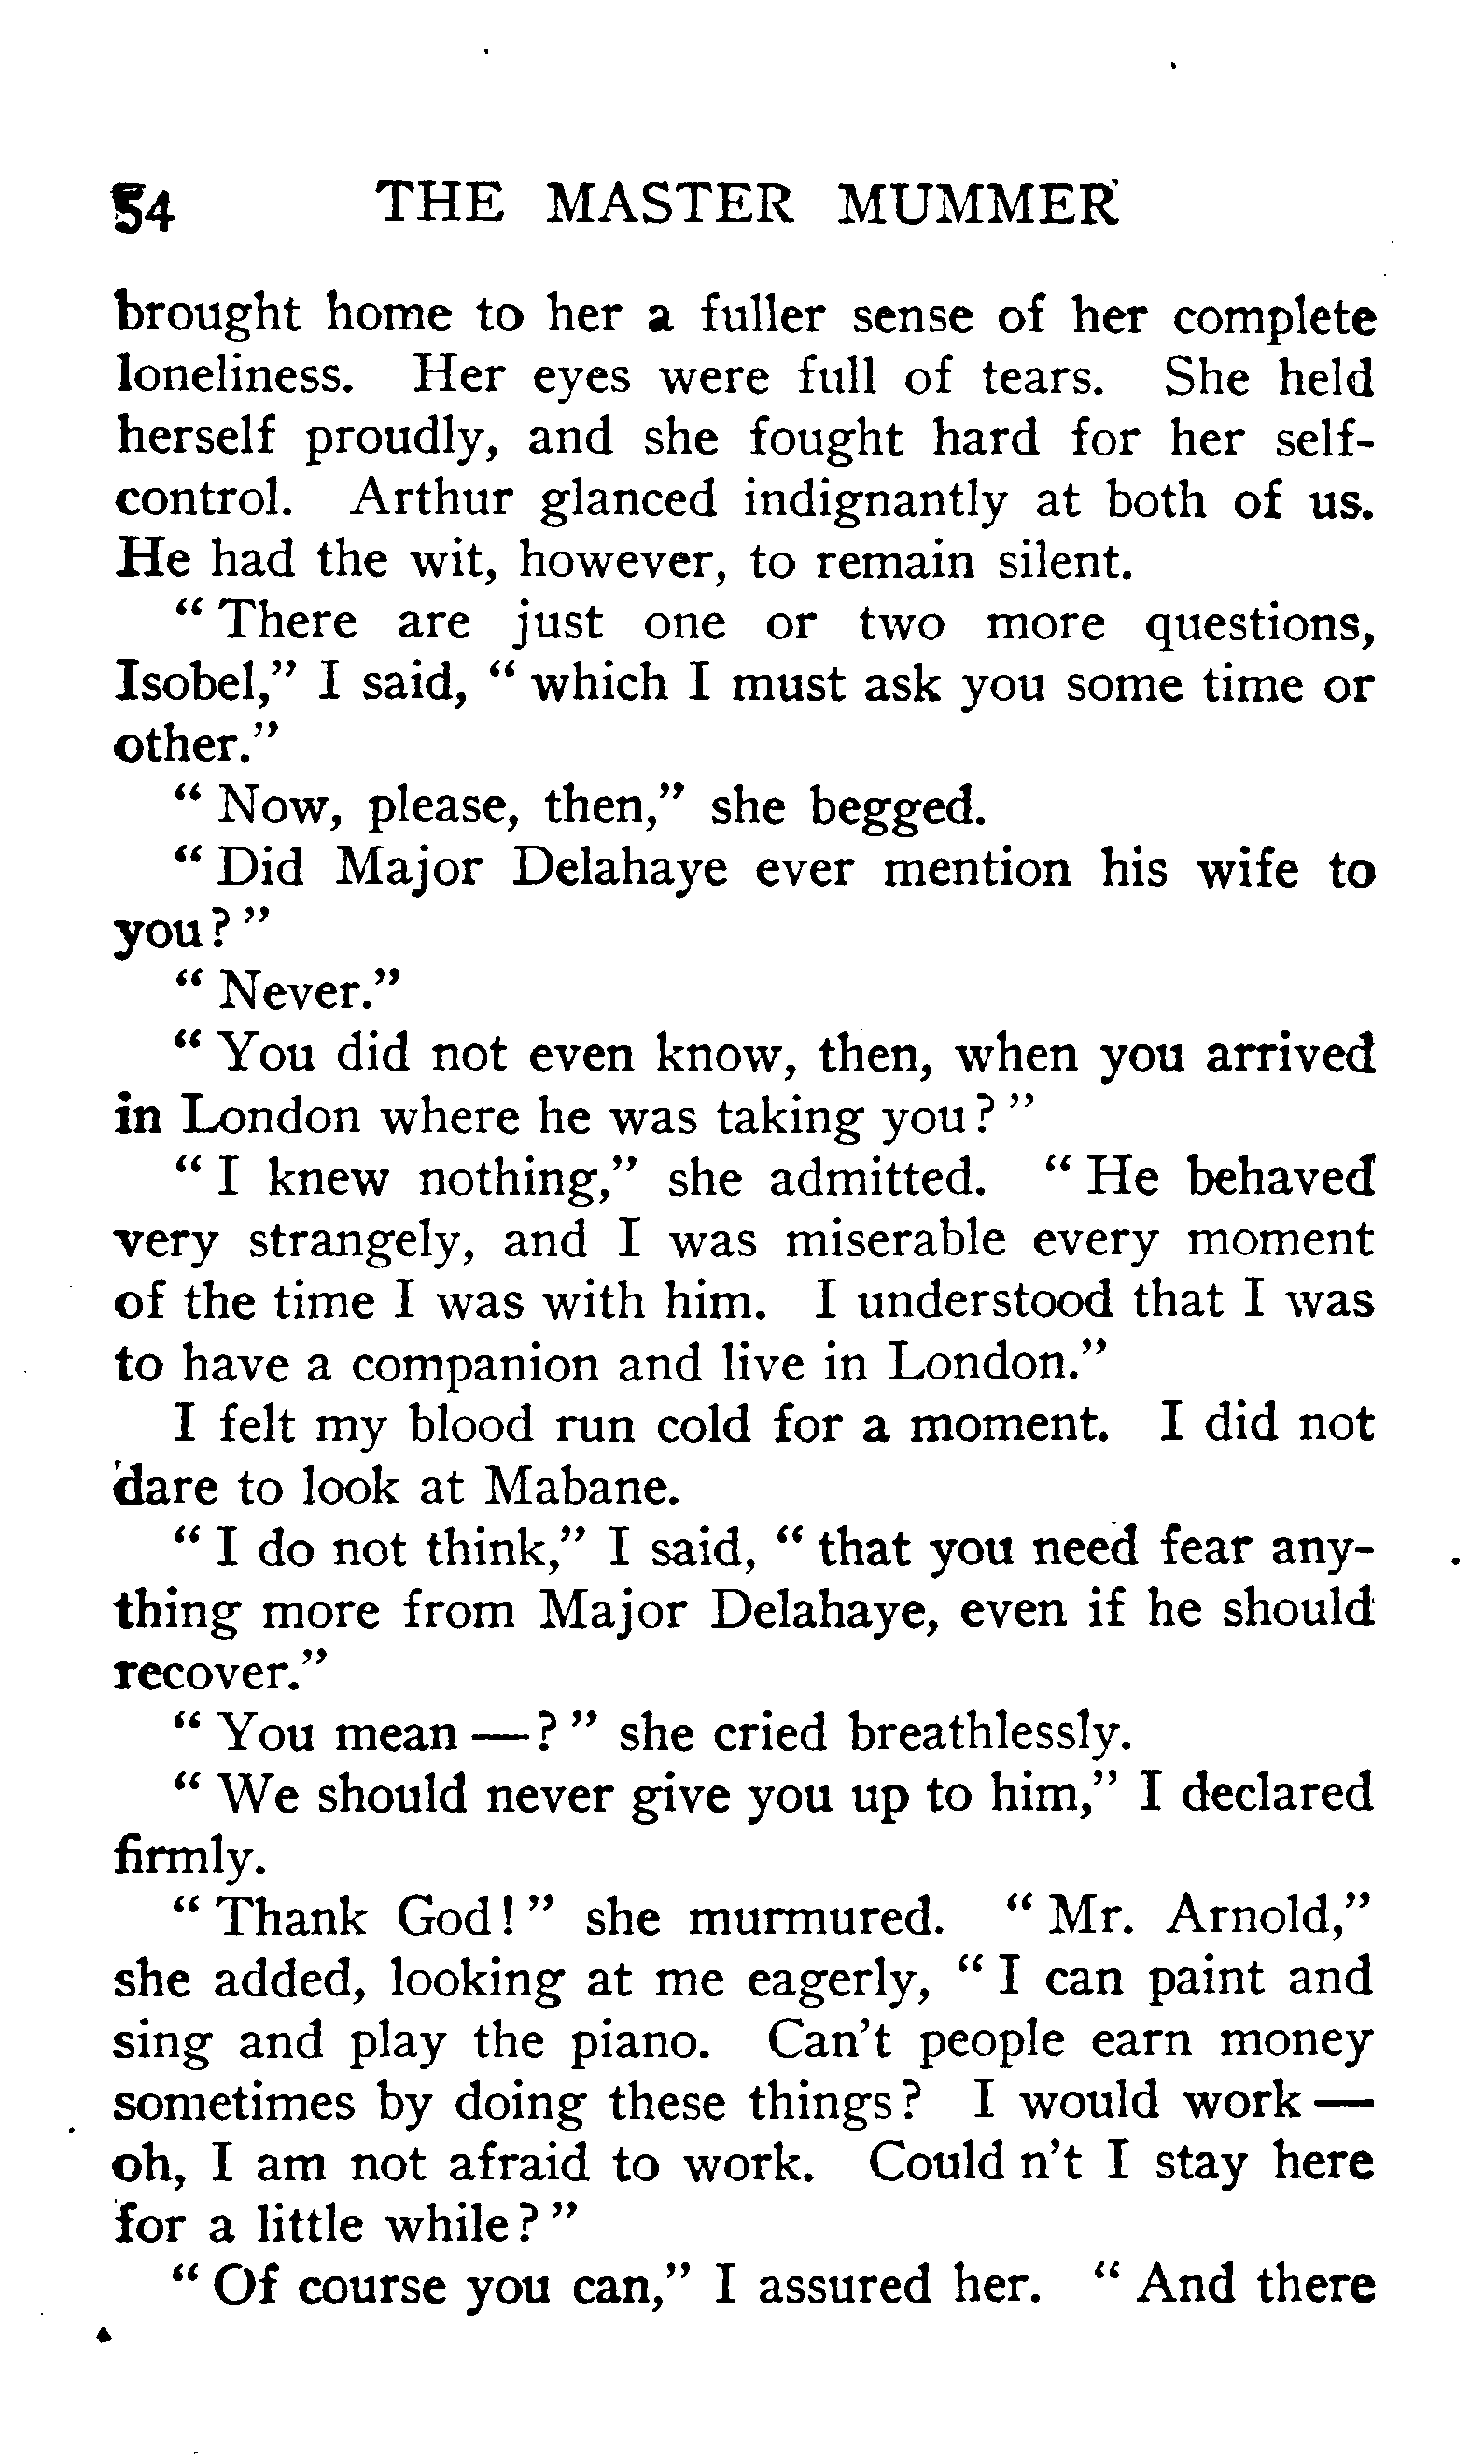 54 THE MASTER MUMMER
brought home to her a fuller sense of her complete
loneliness. Her eyes were full of tears. She held
herself proudly, and she fought hard for her self-
control. Arthur glanced indignantly at both of us.
He had the wit, however, to remain silent.
“ There are just one or two more questions,
Isobel,” I said, “ which I must ask you some time or
other.”
“ Now, please, then,” she begged.
“ Did Major Delahaye ever mention his wife to
you? ”
“ Never.”
“ You did not even know, then, when you arrived
in London where he was taking you? ”
“ I knew nothing,” she admitted. “ He behaved
very strangely, and I was miserable every moment
of the time I was with him. I understood that I was
to have a companion and live in London.”
I felt my blood run cold for a moment. I did not
dare to look at Mabane.
“ I do not think,” I said, “ that you need fear any-
thing more from Major Delahaye, even if he should
recover.”
“ You mean —? ” she cried breathlessly.
“ We should never give you up to him,” I declared
firmly.
“ Thank God! ” she murmured. “ Mr. Arnold,”
she added, looking at me eagerly, “ I can paint and
sing and play the piano. Can't people earn money
sometimes by doing these things? I would work —
oh, I am not afraid to work. Could n't I stay here
for a little while? ”
“ Of course you can,” I assured her. “ And there